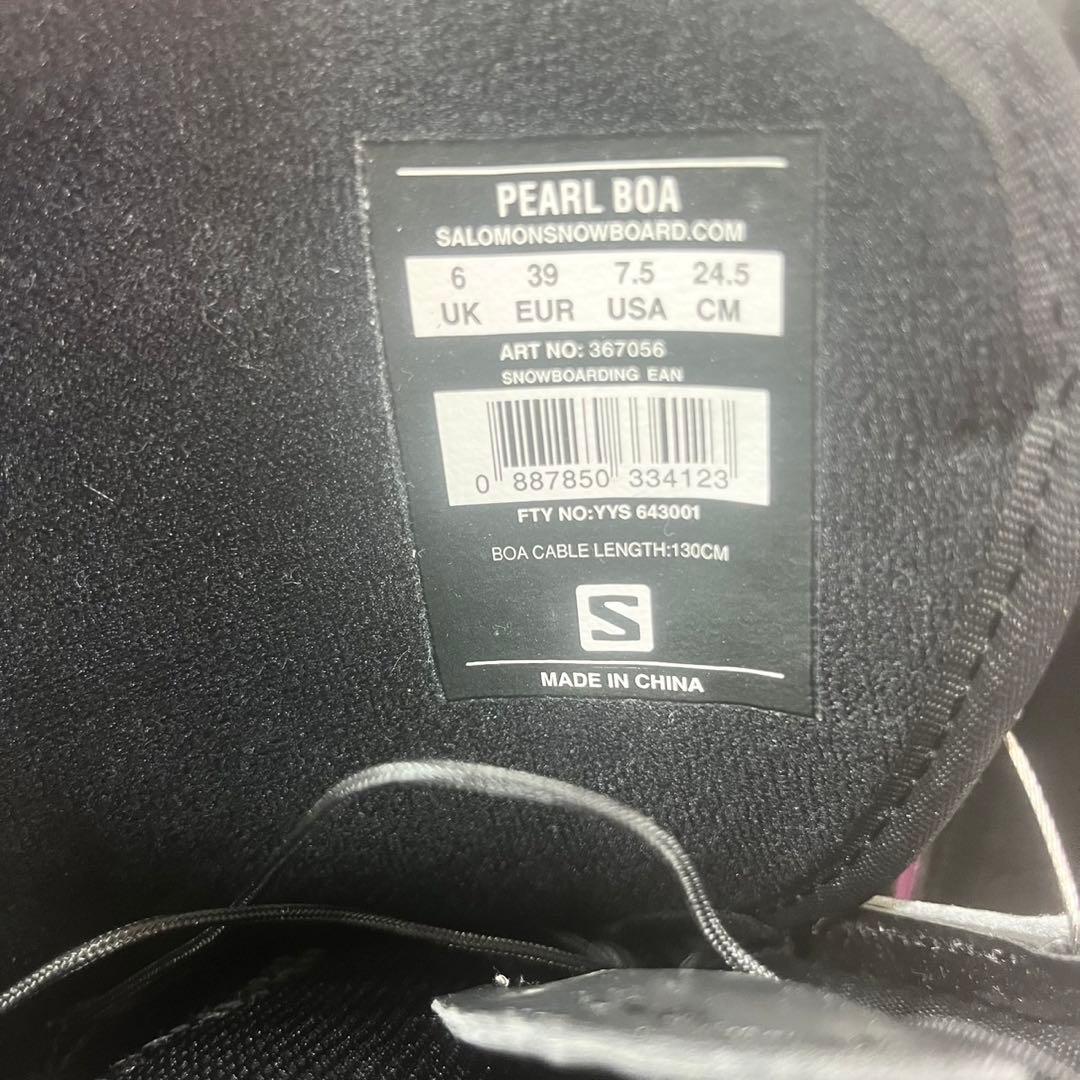 PEARL BOA
SALOMONSNOWBOARD.COM
6 39 7.5 24.5
UK EUR USA CM
ART NO: 367056
SNOWBOARDING EAN
0 887850 334123
FTY NO:YYS 643001
BOA CABLE LENGTH:130CM
S
MADE IN CHINA